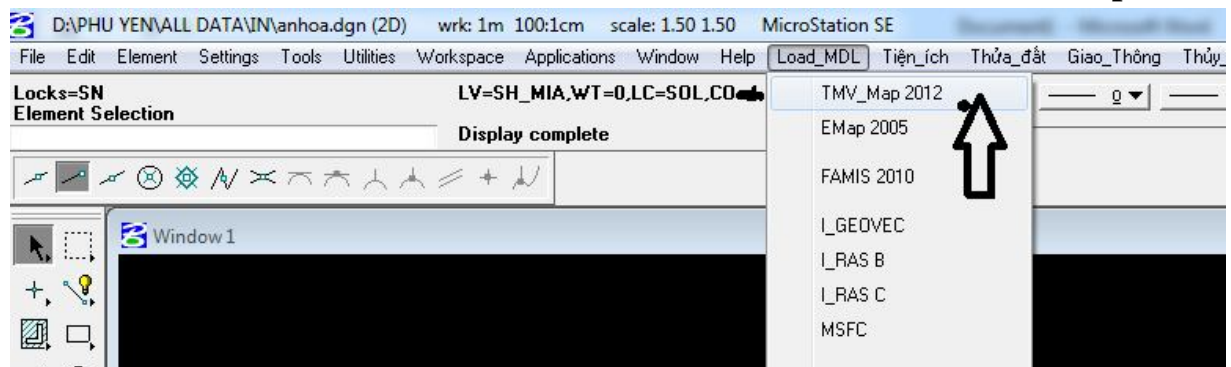 D:\PHU YEN\ALL DATA\IN\anhoa.dgn (2D) wrk: 1m 100:1cm scale: 1.50 1.50 MicroStation SE
File Edit Element Settings Tools Utilities Workspace Applications Window Help Load_MDL Tiện_ích Thửa_đất Giao_Thông Thủy_
Locks=SN LV=SH_MIA,WT=0,LC=SOL,CO
Element Selection
Display complete
0
TMV_Map 2012
EMap 2005
FAMIS 2010
I_GEOVEC
I_RAS B
I_RAS C
MSFC
Window 1